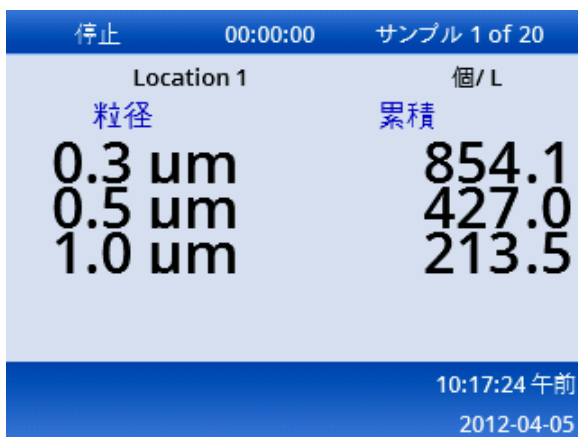 停止 00:00:00 サンプル 1 of 20
Location 1 個/ L
粒径 累積
0.3 um 854.1
0.5 um 427.0
1.0 um 213.5
10:17:24 午前
2012-04-05